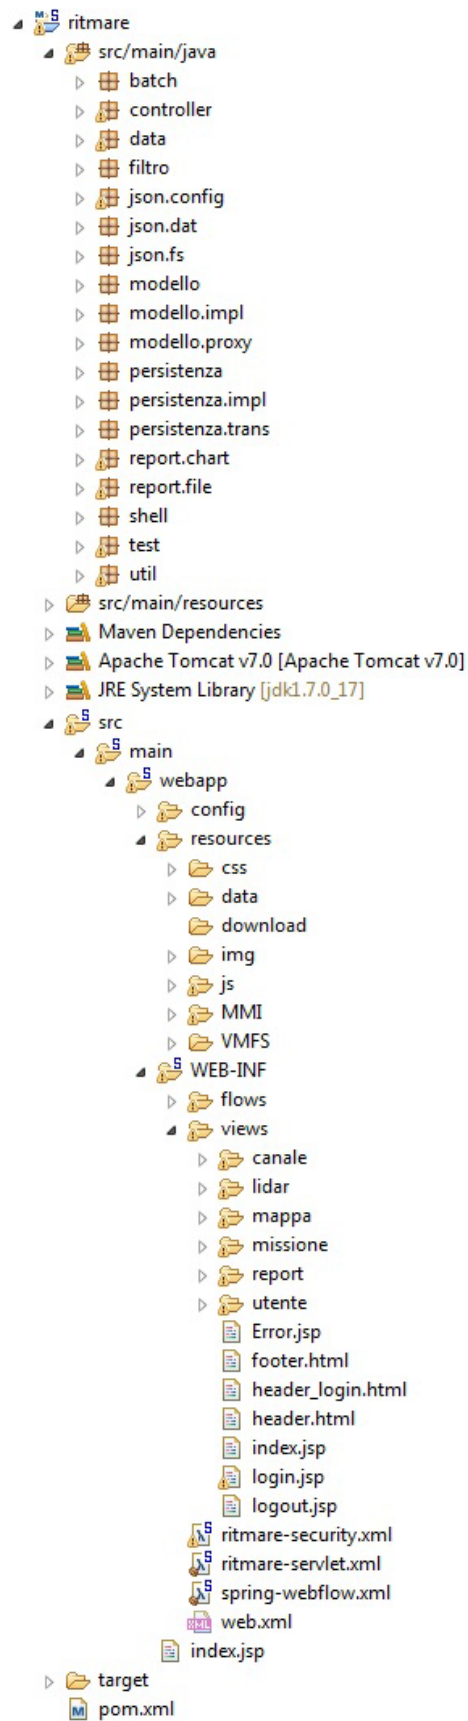 ritmare
src/main/java
batch
controller
data
filtro
json.config
json.dat
json.fs
modello
modello.impl
modello.proxy
persistenza
persistenza.impl
persistenza.trans
report.chart
report.file
shell
test
util
src/main/resources
Maven Dependencies
Apache Tomcat v7.0 [Apache Tomcat v7.0]
JRE System Library [jdk1.7.0_17]
src
main
webapp
config
resources
css
data
download
img
js
MMI
VMFS
WEB-INF
flows
views
canale
lidar
mappa
missione
report
utente
Error.jsp
footer.html
header_login.html
header.html
index.jsp
login.jsp
logout.jsp
ritmare-security.xml
ritmare-servlet.xml
spring-webflow.xml
web.xml
index.jsp
target
pom.xml